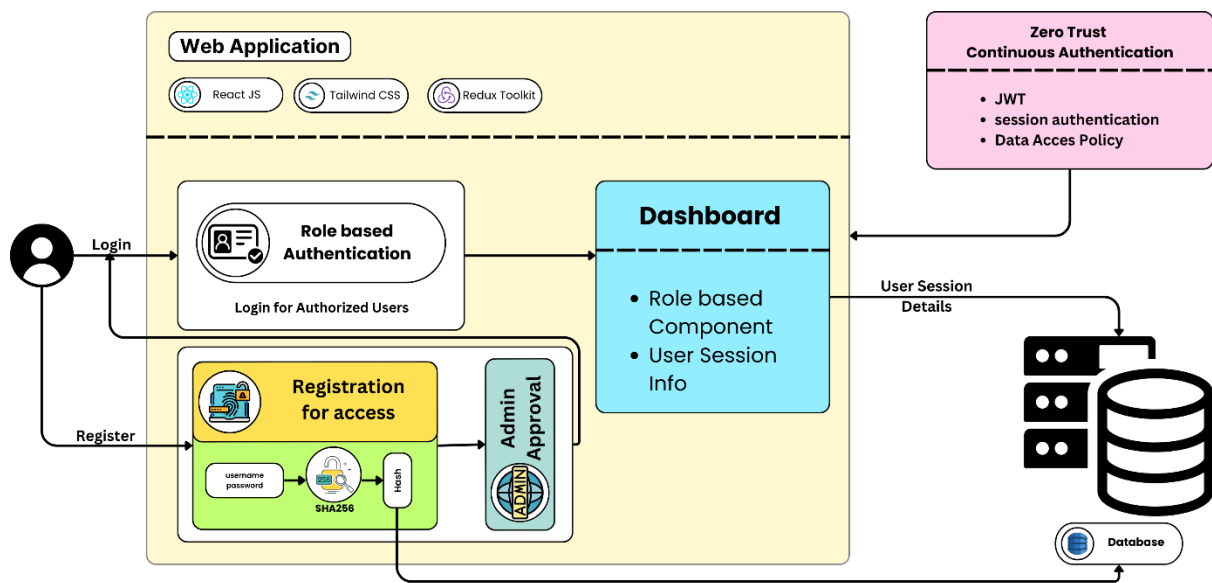 Web Application
React JS
Tailwind CSS
Redux Toolkit
Zero Trust
Continuous Authentication
JWT
session authentication
Data Acces Policy
Login
Role based
Authentication
Login for Authorized Users
Dashboard
Role based
Component
User Session
Info
User Session
Details
Register
Registration
for access
username
password
256
SHA256
Hash
Admin
Approval
ADMIN
Database